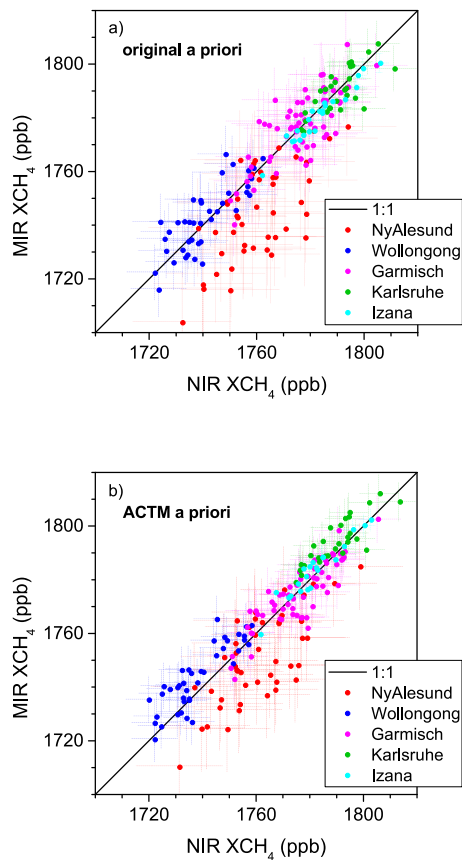 a)
original a priori
1800
1760
1720
MIR XCH₄ (ppb)
1:1
NyAlesund
Wollongong
Garmisch
Karlsruhe
Izana
1720 1760 1800
NIR XCH₄ (ppb)
b)
ACTM a priori
1800
1760
1720
MIR XCH₄ (ppb)
1:1
NyAlesund
Wollongong
Garmisch
Karlsruhe
Izana
1720 1760 1800
NIR XCH₄ (ppb)